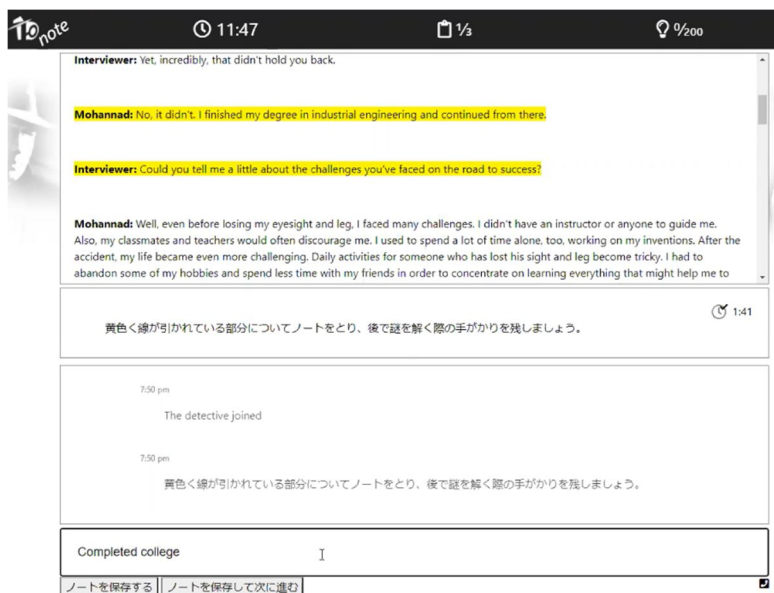 TDnote
11:47
1/3
0/200
Interviewer: Yet, incredibly, that didn't hold you back.
Mohannad: No, it didn't. I finished my degree in industrial engineering and continued from there.
Interviewer: Could you tell me a little about the challenges you've faced on the road to success?
Mohannad: Well, even before losing my eyesight and leg, I faced many challenges. I didn't have an instructor or anyone to guide me.
Also, my classmates and teachers would often discourage me. I used to spend a lot of time alone, too, working on my inventions. After the
accident, my life became even more challenging. Daily activities for someone who has lost his sight and leg become tricky. I had to
abandon some of my hobbies and spend less time with my friends in order to concentrate on learning everything that might help me to
1:41
黄色く線が引かれている部分についてノートをとり、後で謎を解く際の手がかりを残しましょう。
7:50 pm
The detective joined
7:50 pm
黄色く線が引かれている部分についてノートをとり、後で謎を解く際の手がかりを残しましょう。
Completed college
ノートを保存する ノートを保存して次に進む